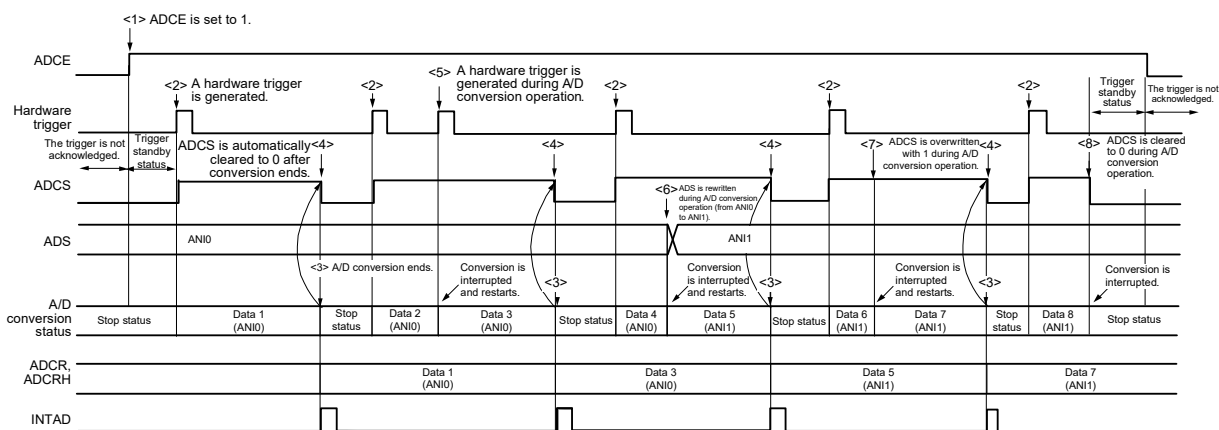 <1> ADCE is set to 1.
ADCE
<2> A hardware trigger
is generated.
<2>
<5> A hardware trigger is
generated during A/D
conversion operation.
<2>
<2>
<2>
Trigger
standby
status
The trigger is not
acknowledged.
Hardware
trigger
The trigger is not
acknowledged.
Trigger
standby
status
ADCS is automatically
cleared to 0 after
conversion ends.
<4>
<4>
<4>
<7>
ADCS is overwritten
with 1 during A/D
conversion operation.
<4>
<8>
ADCS is cleared
to 0 during A/D
conversion
operation.
ADCS
<6> ADS is rewritten
during A/D conversion
operation (from ANI0
to ANI1).
ADS
ANI0
ANI1
<3> A/D conversion ends.
Conversion is
interrupted
and restarts.
<3>
Conversion
is interrupted
and restarts.
<3>
Conversion is
interrupted
and restarts.
<3>
Conversion is
interrupted.
A/D
conversion
status
Stop status
Data 1
(ANI0)
Stop
status
Data 2
(ANI0)
Data 3
(ANI0)
Stop status
Data 4
(ANI0)
Data 5
(ANI1)
Stop status
Data 6
(ANI1)
Data 7
(ANI1)
Stop
status
Data 8
(ANI1)
Stop status
ADCR,
ADCRH
Data 1
(ANI0)
Data 3
(ANI0)
Data 5
(ANI1)
Data 7
(ANI1)
INTAD